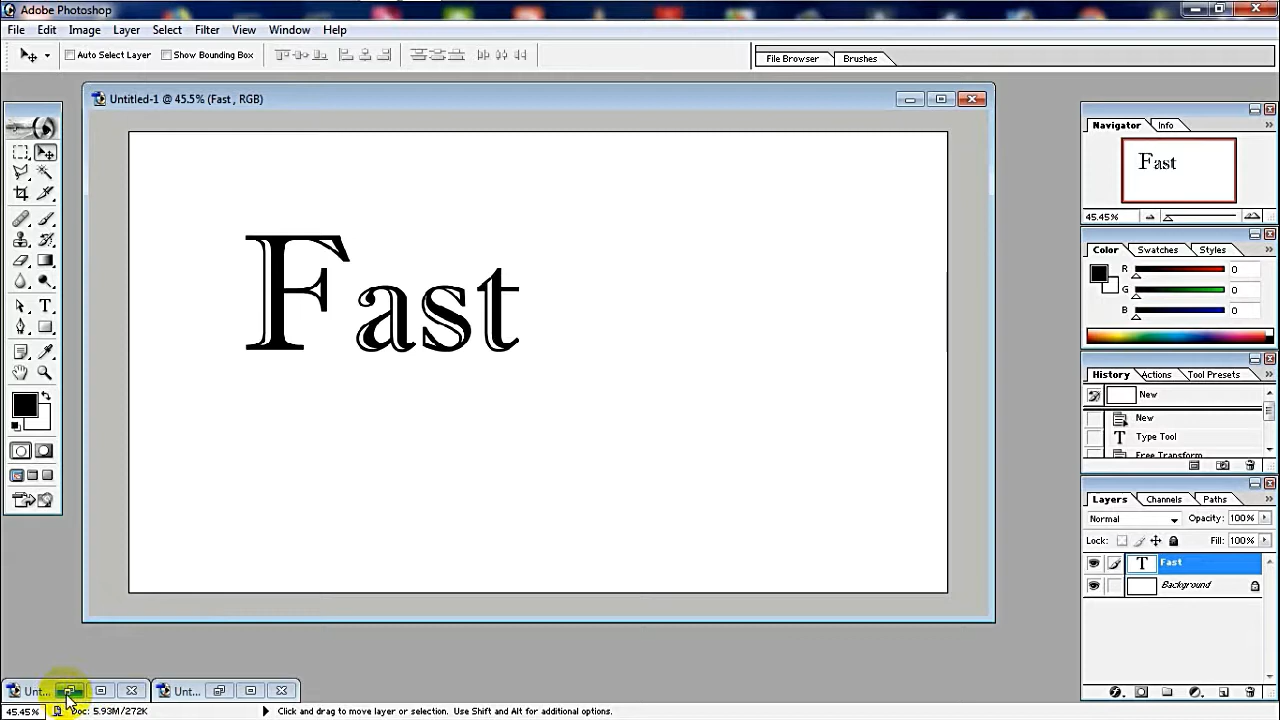 Adobe Photoshop
File Edit Image Layer Select Filter View Window Help
Auto Select Layer Show Bounding Box File Browser Brushes
Untitled-1 @ 45.5% (Fast , RGB)
Fast
Navigator Info
Fast
45.45%
Color Swatches Styles
R 0
G 0
B 0
History Actions Tool Presets
New
New
T Type Tool
Free Transform
Layers Channels Paths
Normal Opacity: 100%
Lock: Fill: 100%
T Fast
Background
Unt... Unt...
45.45% Doc: 5.93M/272K Click and drag to move layer or selection. Use Shift and Alt for additional options.